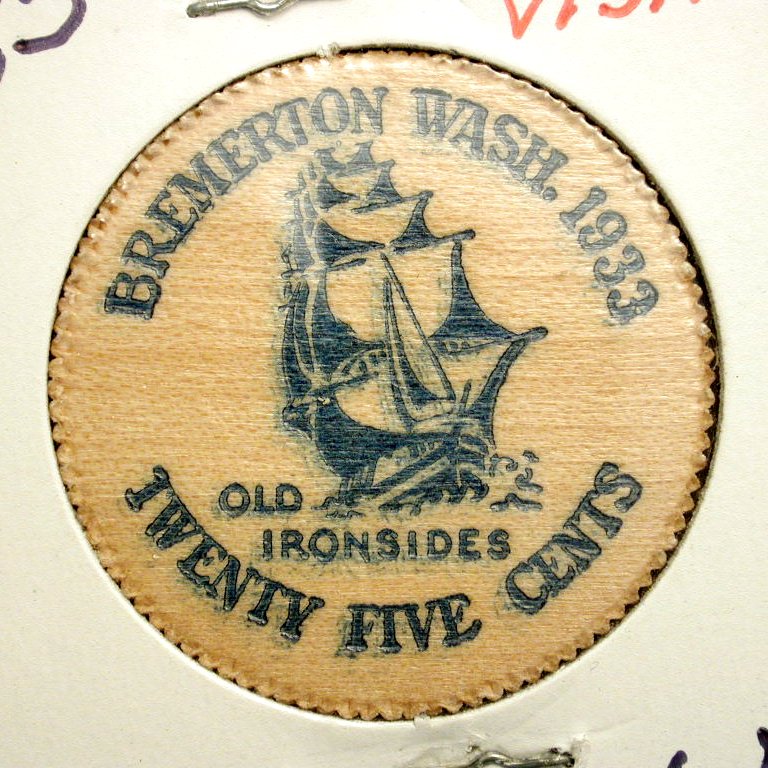 BREMERTON WASH. 1933
OLD
IRONSIDES
TWENTY FIVE CENTS